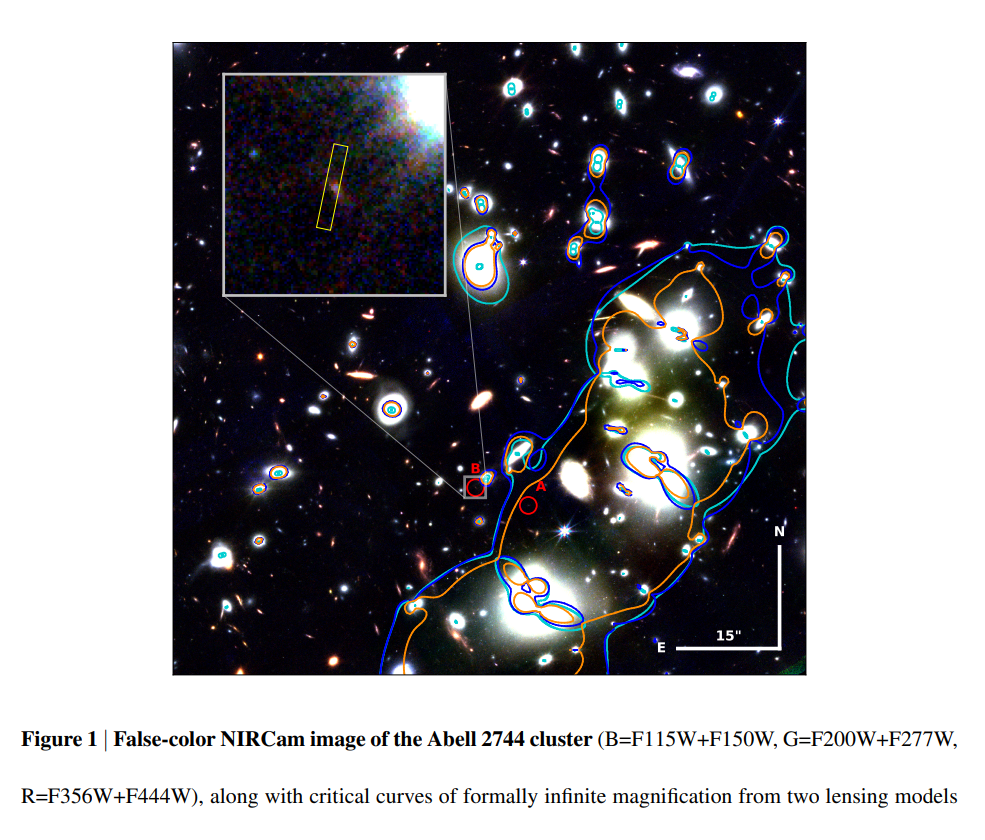 B
A
N
15"
E
Figure 1 | False-color NIRCam image of the Abell 2744 cluster (B=F115W+F150W, G=F200W+F277W,
R=F356W+F444W), along with critical curves of formally infinite magnification from two lensing models